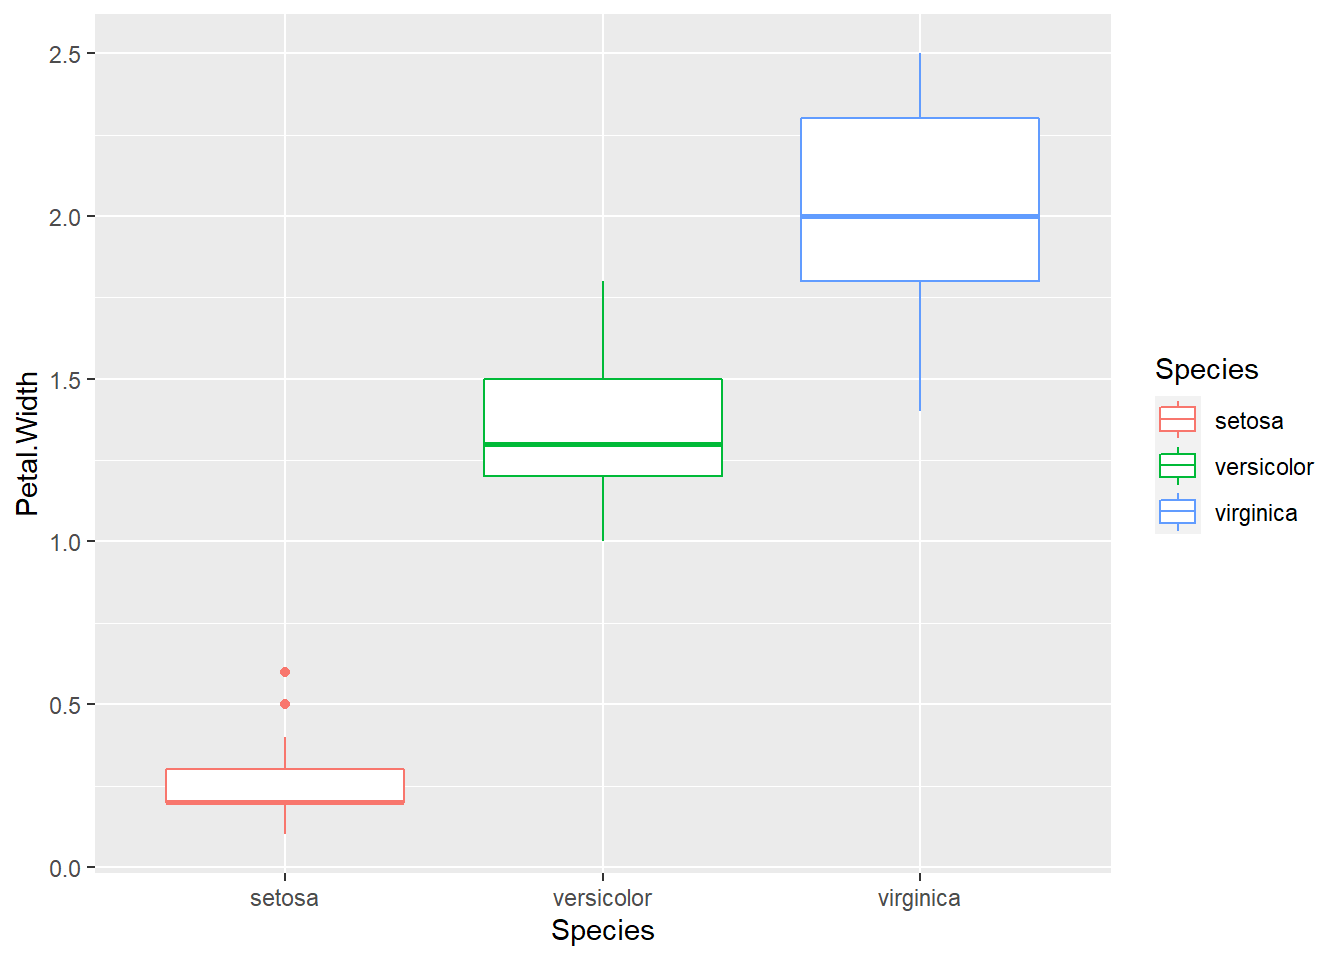 2.5
2.0
1.5
1.0
0.5
0.0
Petal.Width
setosa
versicolor
virginica
Species
Species
setosa
versicolor
virginica